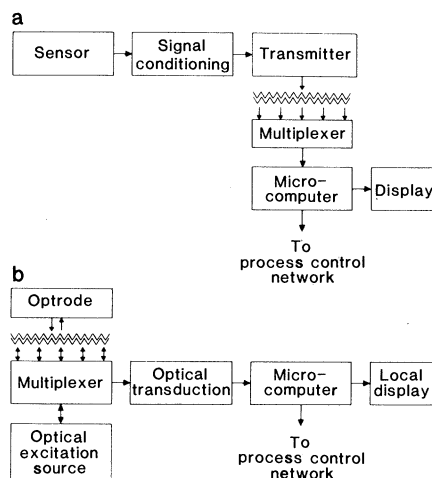 a
Sensor
Signal
conditioning
Transmitter
Multiplexer
Micro-
computer
Display
To
process control
network
b
Optrode
Multiplexer
Optical
transduction
Micro-
computer
Local
display
Optical
excitation
source
To
process control
network